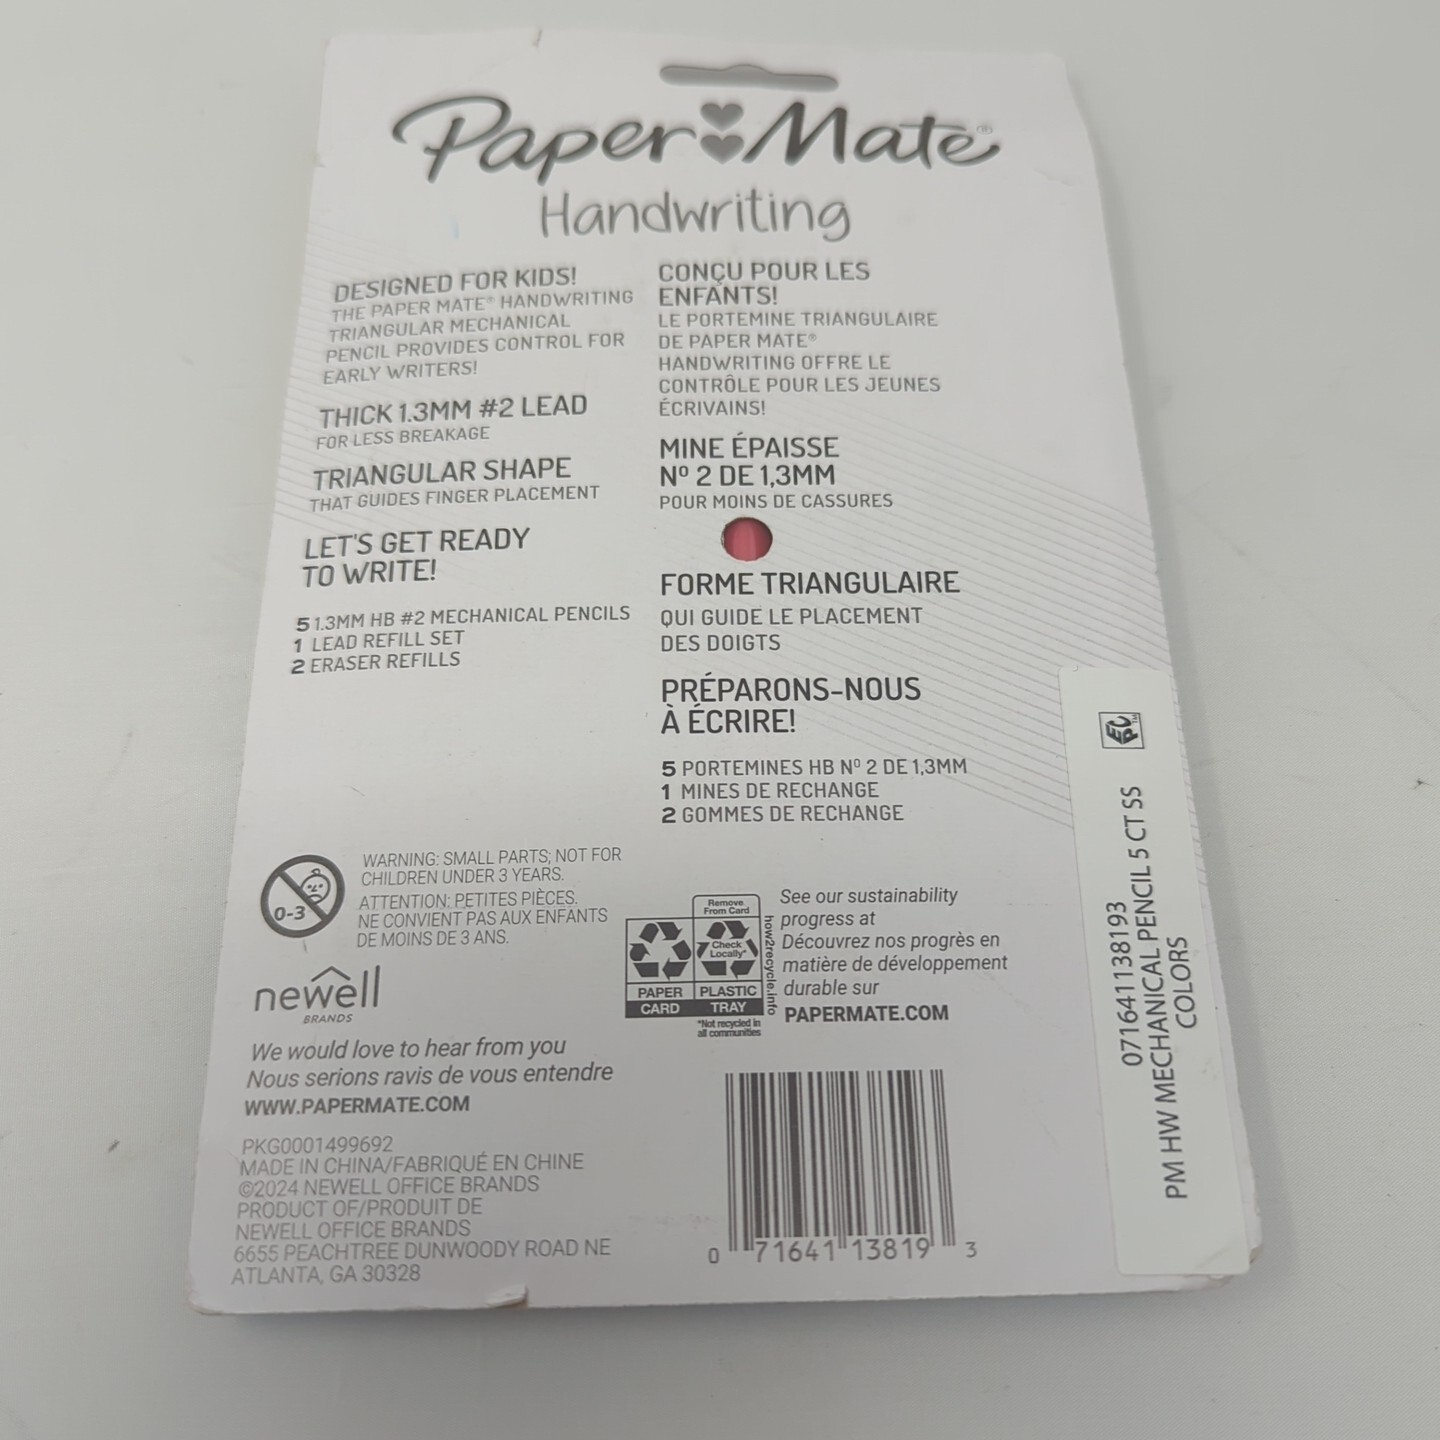 Paper Mate®
Handwriting
DESIGNED FOR KIDS!
THE PAPER MATE® HANDWRITING
TRIANGULAR MECHANICAL
PENCIL PROVIDES CONTROL FOR
EARLY WRITERS!
THICK 1.3MM #2 LEAD
FOR LESS BREAKAGE
TRIANGULAR SHAPE
THAT GUIDES FINGER PLACEMENT
LET'S GET READY
TO WRITE!
5 1.3MM HB #2 MECHANICAL PENCILS
1 LEAD REFILL SET
2 ERASER REFILLS
CONÇU POUR LES
ENFANTS!
LE PORTEMINE TRIANGULAIRE
DE PAPER MATE®
HANDWRITING OFFRE LE
CONTRÔLE POUR LES JEUNES
ÉCRIVAINS!
MINE ÉPAISSE
Nº 2 DE 1,3MM
POUR MOINS DE CASSURES
FORME TRIANGULAIRE
QUI GUIDE LE PLACEMENT
DES DOIGTS
PRÉPARONS-NOUS
À ÉCRIRE!
5 PORTEMINES HB Nº 2 DE 1,3MM
1 MINES DE RECHANGE
2 GOMMES DE RECHANGE
0-3
WARNING: SMALL PARTS; NOT FOR
CHILDREN UNDER 3 YEARS.
ATTENTION: PETITES PIÈCES.
NE CONVIENT PAS AUX ENFANTS
DE MOINS DE 3 ANS.
newell
BRANDS
We would love to hear from you
Nous serions ravis de vous entendre
WWW.PAPERMATE.COM
PKG0001499692
MADE IN CHINA/FABRIQUÉ EN CHINE
©2024 NEWELL OFFICE BRANDS
PRODUCT OF/PRODUIT DE
NEWELL OFFICE BRANDS
6655 PEACHTREE DUNWOODY ROAD NE
ATLANTA, GA 30328
Remove
From Card
Check
Locally*
PAPER
CARD
PLASTIC
TRAY
*Not recycled in
all communities
how2recycle.info
See our sustainability
progress at
Découvrez nos progrès en
matière de développement
durable sur
PAPERMATE.COM
0 71641 13819 3
EPC™
071641138193
PM HW MECHANICAL PENCIL 5 CT SS
COLORS